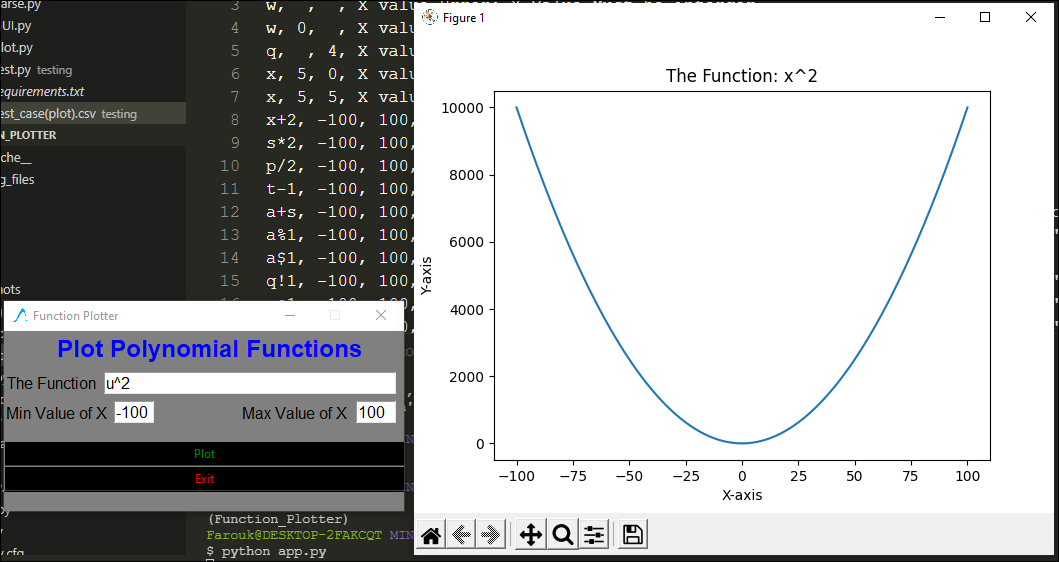 arse.py
UI.py
lot.py
est.py testing
equirements.txt
est_case(plot).csv testing
N_PLOTTER
che__
g_files
nots
3 w, , , X value
4 w, 0, , X valu
5 q, , 4, X valu
6 x, 5, 0, X valu
7 x, 5, 5, X valu
8 x+2, -100, 100,
9 s*2, -100, 100,
10 p/2, -100, 100,
11 t-1, -100, 100,
12 a+s, -100, 100,
13 a%1, -100, 100,
14 a$1, -100, 100,
15 q!1, -100, 100,
Figure 1
The Function: x^2
Y-axis
10000
8000
6000
4000
2000
0
−100 −75 −50 −25 0 25 50 75 100
X-axis
Function Plotter
Plot Polynomial Functions
The Function u^2
Min Value of X -100 Max Value of X 100
Plot
Exit
(Function_Plotter)
Farouk@DESKTOP-2FAKCQT MIN
$ python app.py